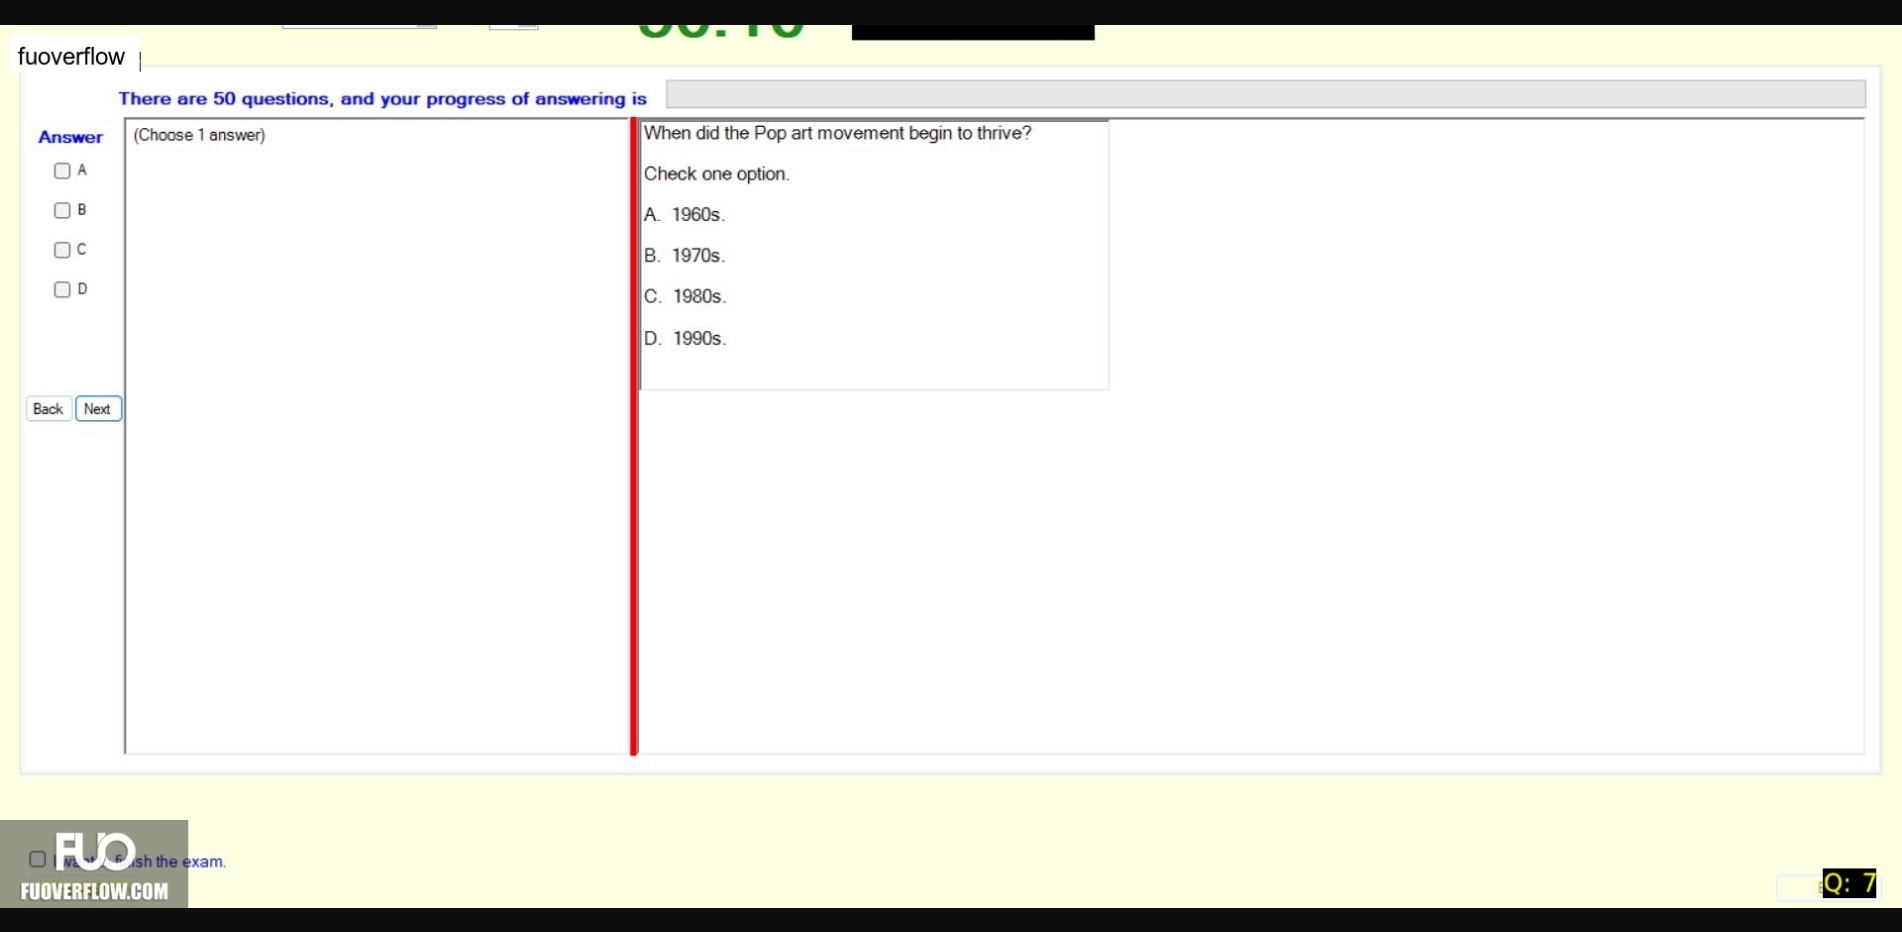 fuoverflow
There are 50 questions, and your progress of answering is
Answer
(Choose 1 answer)
A
B
C
D
Back
Next
When did the Pop art movement begin to thrive?
Check one option.
A. 1960s.
B. 1970s.
C. 1980s.
D. 1990s.
FUO
finish the exam.
FUOVERFLOW.COM
Q: 7